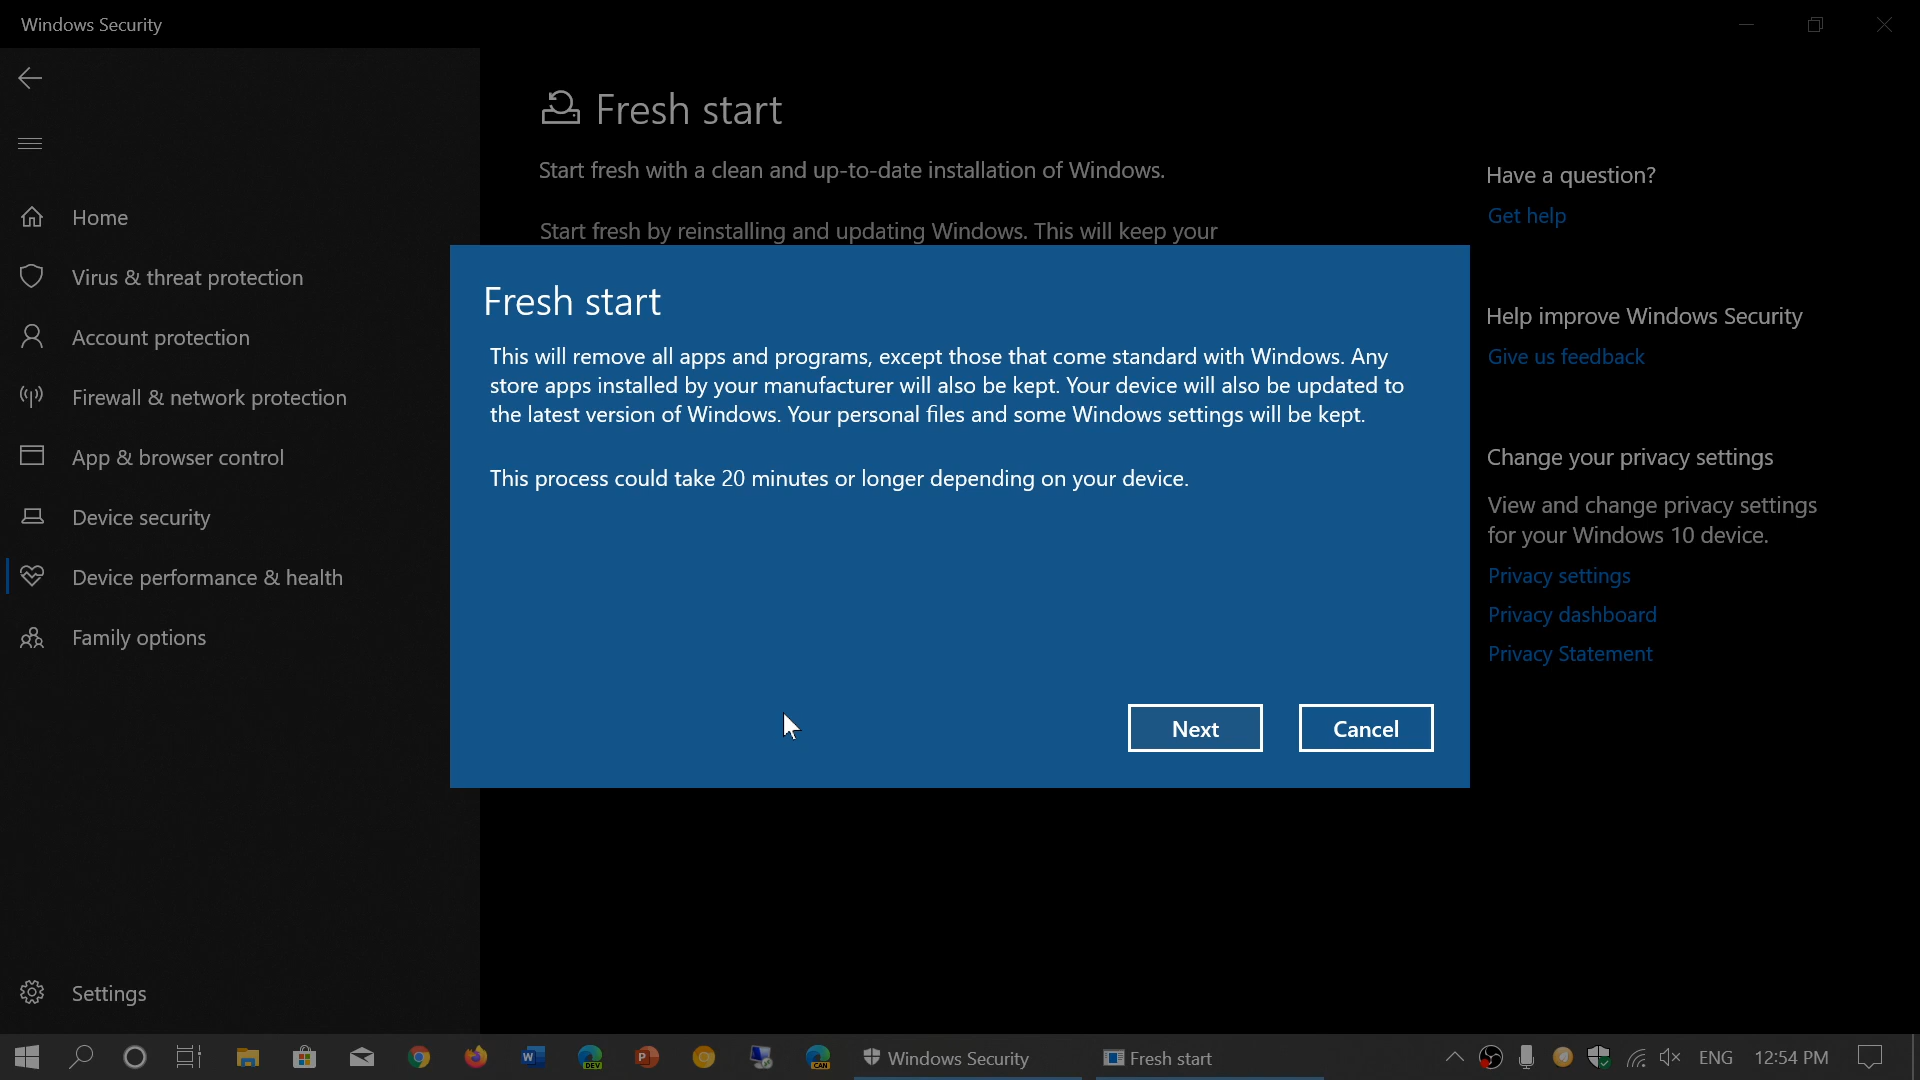 Windows Security
Fresh start
Start fresh with a clean and up-to-date installation of Windows.
Start fresh by reinstalling and updating Windows. This will keep your
Home
Virus & threat protection
Account protection
Firewall & network protection
App & browser control
Device security
Device performance & health
Family options
Settings
Fresh start
This will remove all apps and programs, except those that come standard with Windows. Any
store apps installed by your manufacturer will also be kept. Your device will also be updated to
the latest version of Windows. Your personal files and some Windows settings will be kept.
This process could take 20 minutes or longer depending on your device.
Next
Cancel
Have a question?
Get help
Help improve Windows Security
Give us feedback
Change your privacy settings
View and change privacy settings
for your Windows 10 device.
Privacy settings
Privacy dashboard
Privacy Statement
W
DEV
P
CAN
Windows Security
Fresh start
ENG
12:54 PM